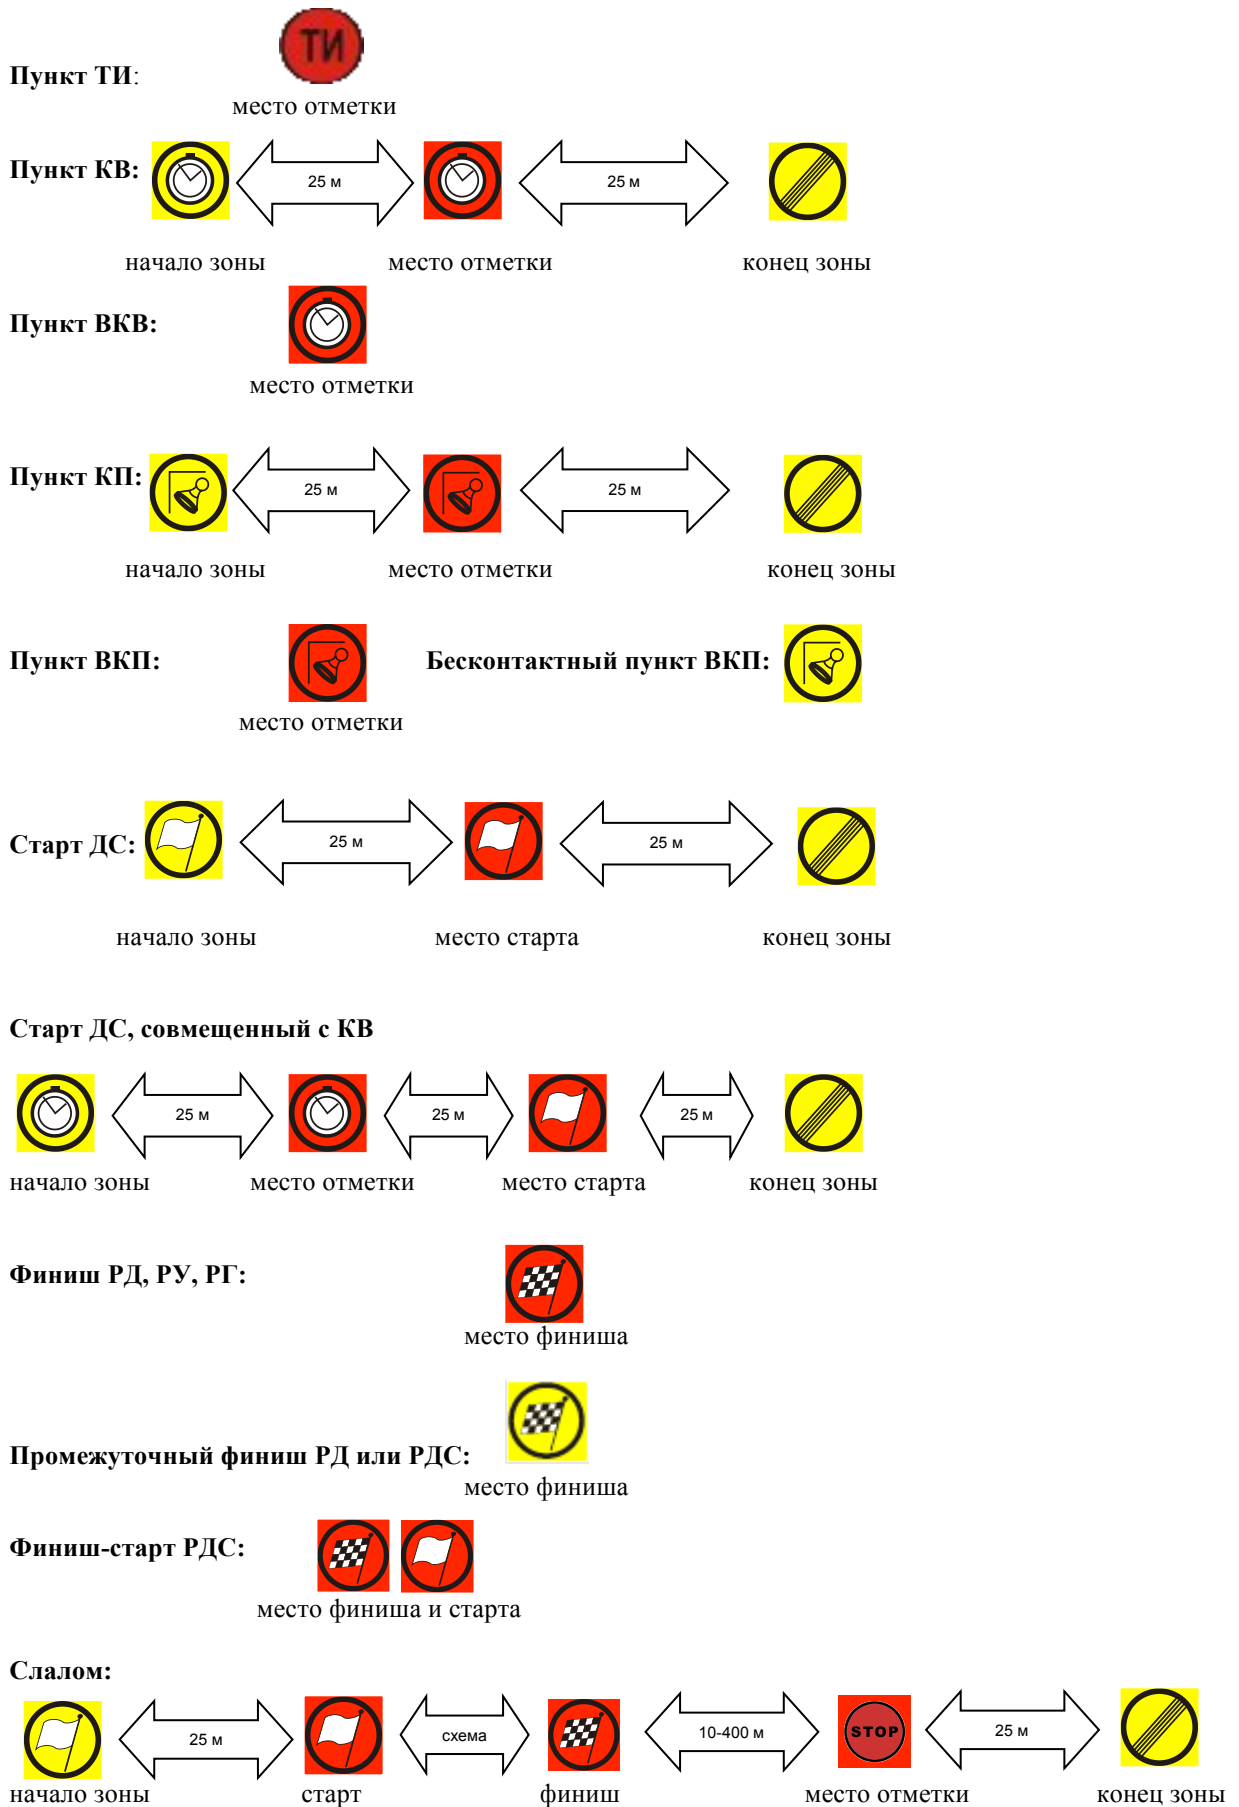 ТИ
Пункт ТИ:
место отметки
Пункт КВ: 25 м 25 м
начало зоны место отметки конец зоны
Пункт ВКВ:
место отметки
Пункт КП: 25 м 25 м
начало зоны место отметки конец зоны
Пункт ВКП: Бесконтактный пункт ВКП:
место отметки
Старт ДС: 25 м 25 м
начало зоны место старта конец зоны
Старт ДС, совмещенный с КВ
25 м 25 м 25 м
начало зоны место отметки место старта конец зоны
Финиш РД, РУ, РГ:
место финиша
Промежуточный финиш РД или РДС:
место финиша
Финиш-старт РДС:
место финиша и старта
Слалом:
25 м схема 10-400 м STOP 25 м
начало зоны старт финиш место отметки конец зоны